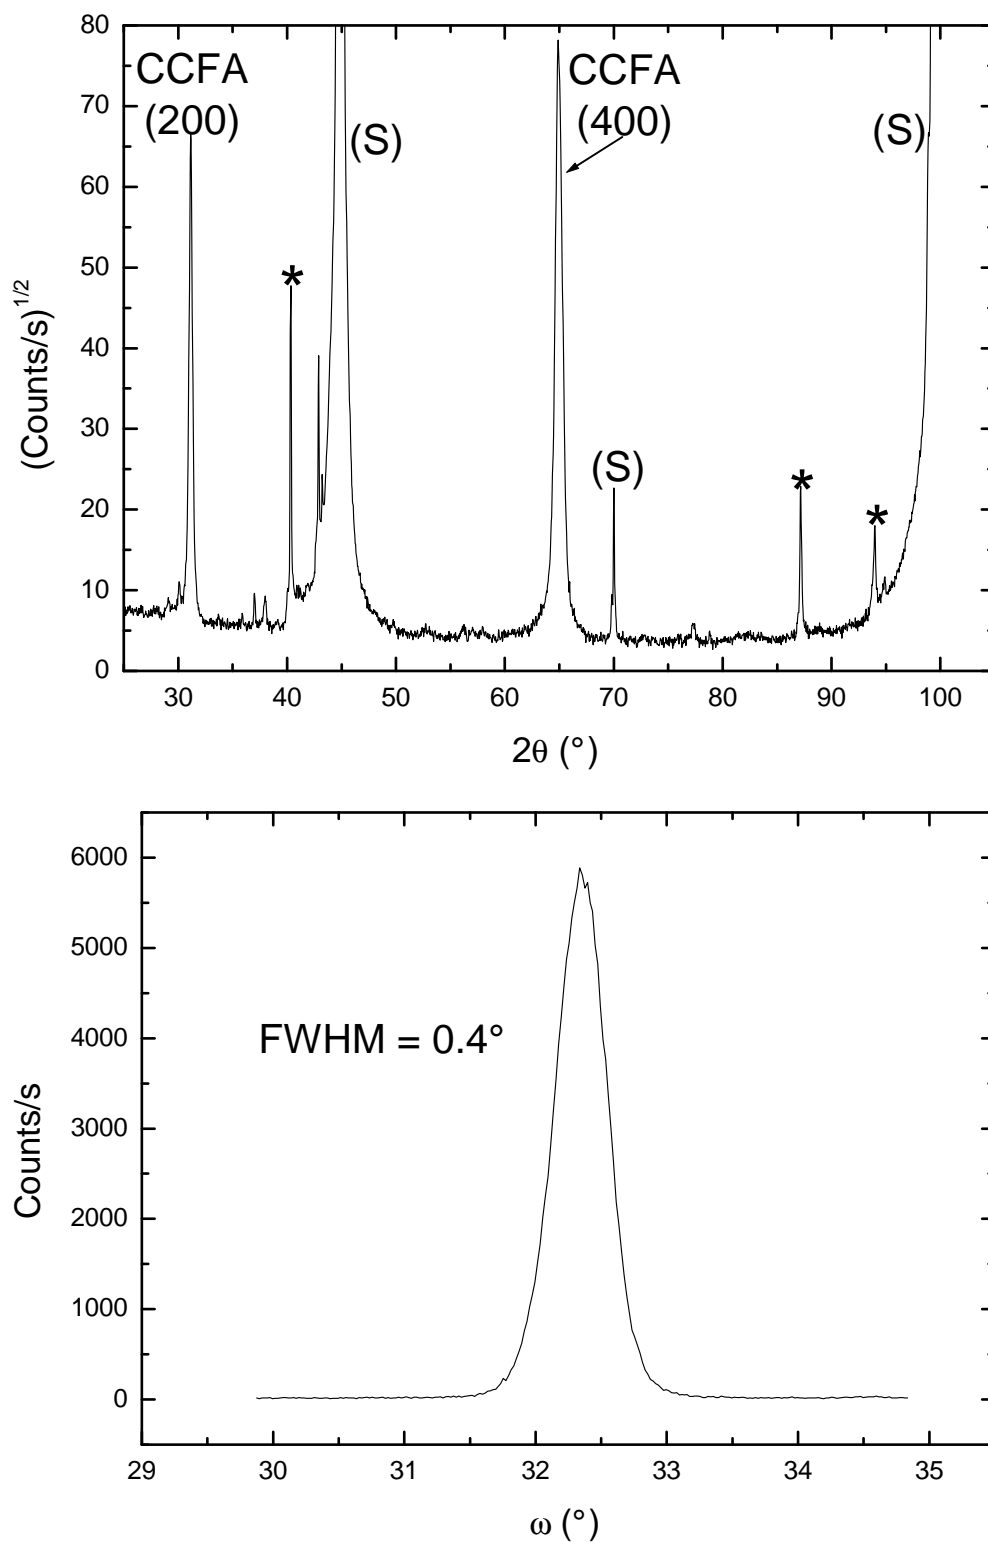 80
70
60
50
40
30
20
10
0
(Counts/s)1/2
CCFA
(200)
(S)
CCFA
(400)
(S)
*
(S)
*
*
30 40 50 60 70 80 90 100
2θ (°)
6000
5000
4000
3000
2000
1000
0
Counts/s
FWHM = 0.4°
29 30 31 32 33 34 35
ω (°)